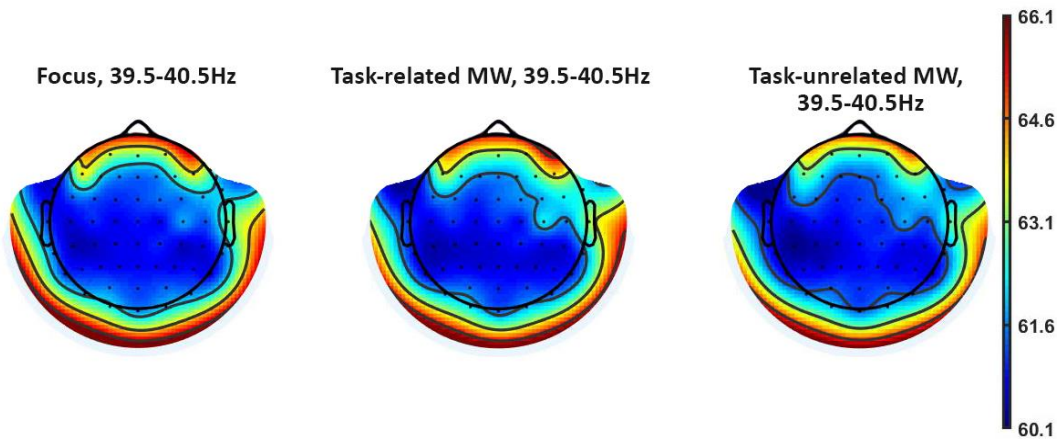 Focus, 39.5-40.5Hz
Task-related MW, 39.5-40.5Hz
Task-unrelated MW,
39.5-40.5Hz
66.1
64.6
63.1
61.6
60.1